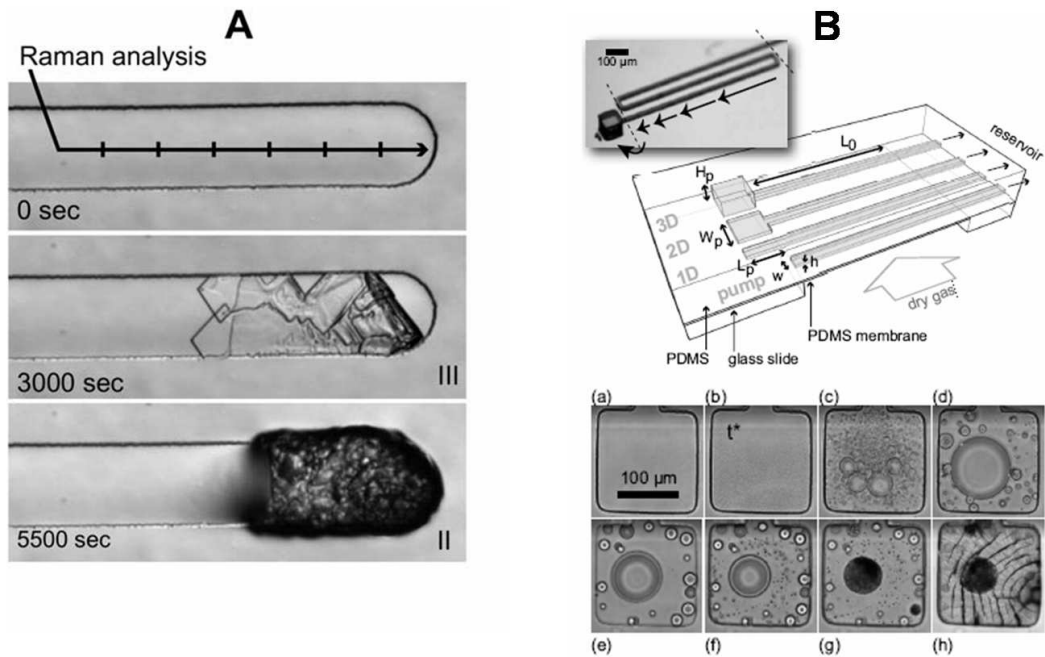 A
Raman analysis
0 sec
3000 sec
III
5500 sec
II
B
100 µm
reservoir
L0
Hp
3D
Wp
2D
Lp
1D
w
h
pump
dry gas
PDMS membrane
PDMS
glass slide
(a)
(b)
(c)
(d)
t*
100 µm
(e)
(f)
(g)
(h)